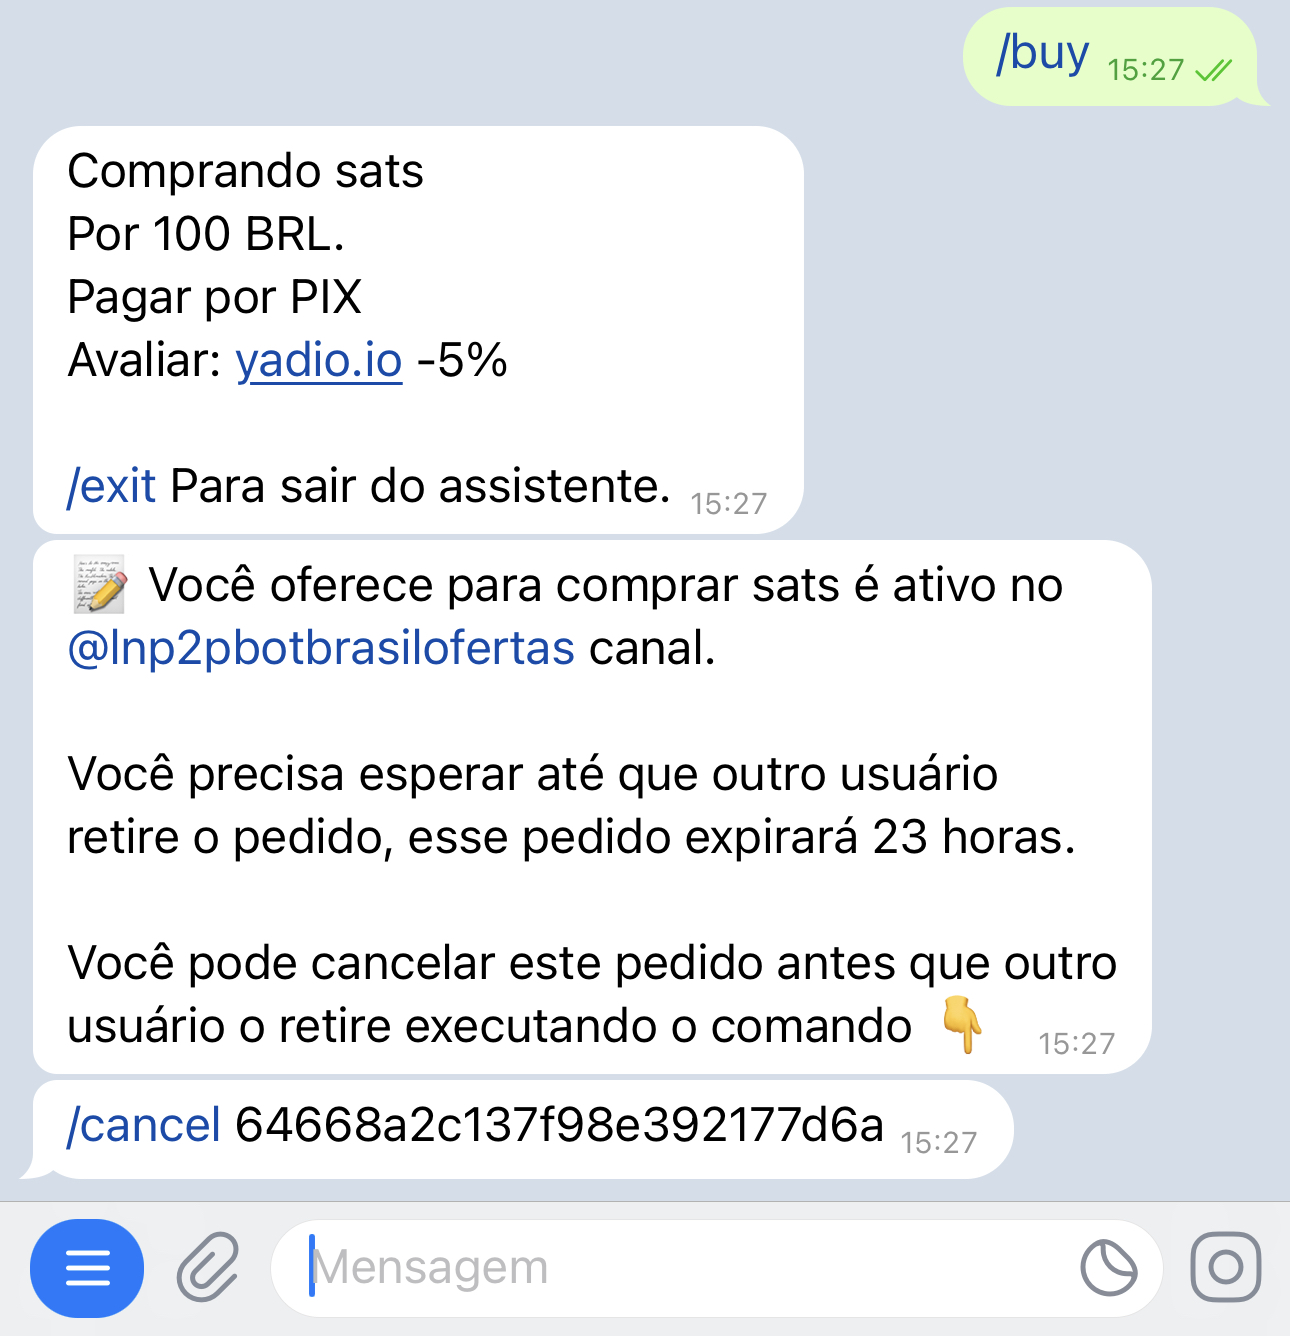 /buy 15:27
Comprando sats
Por 100 BRL.
Pagar por PIX
Avaliar: yadio.io -5%
/exit Para sair do assistente. 15:27
Você oferece para comprar sats é ativo no
@lnp2pbotbrasilofertas canal.
Você precisa esperar até que outro usuário
retire o pedido, esse pedido expirará 23 horas.
Você pode cancelar este pedido antes que outro
usuário o retire executando o comando 👇 15:27
/cancel 64668a2c137f98e392177d6a 15:27
Mensagem